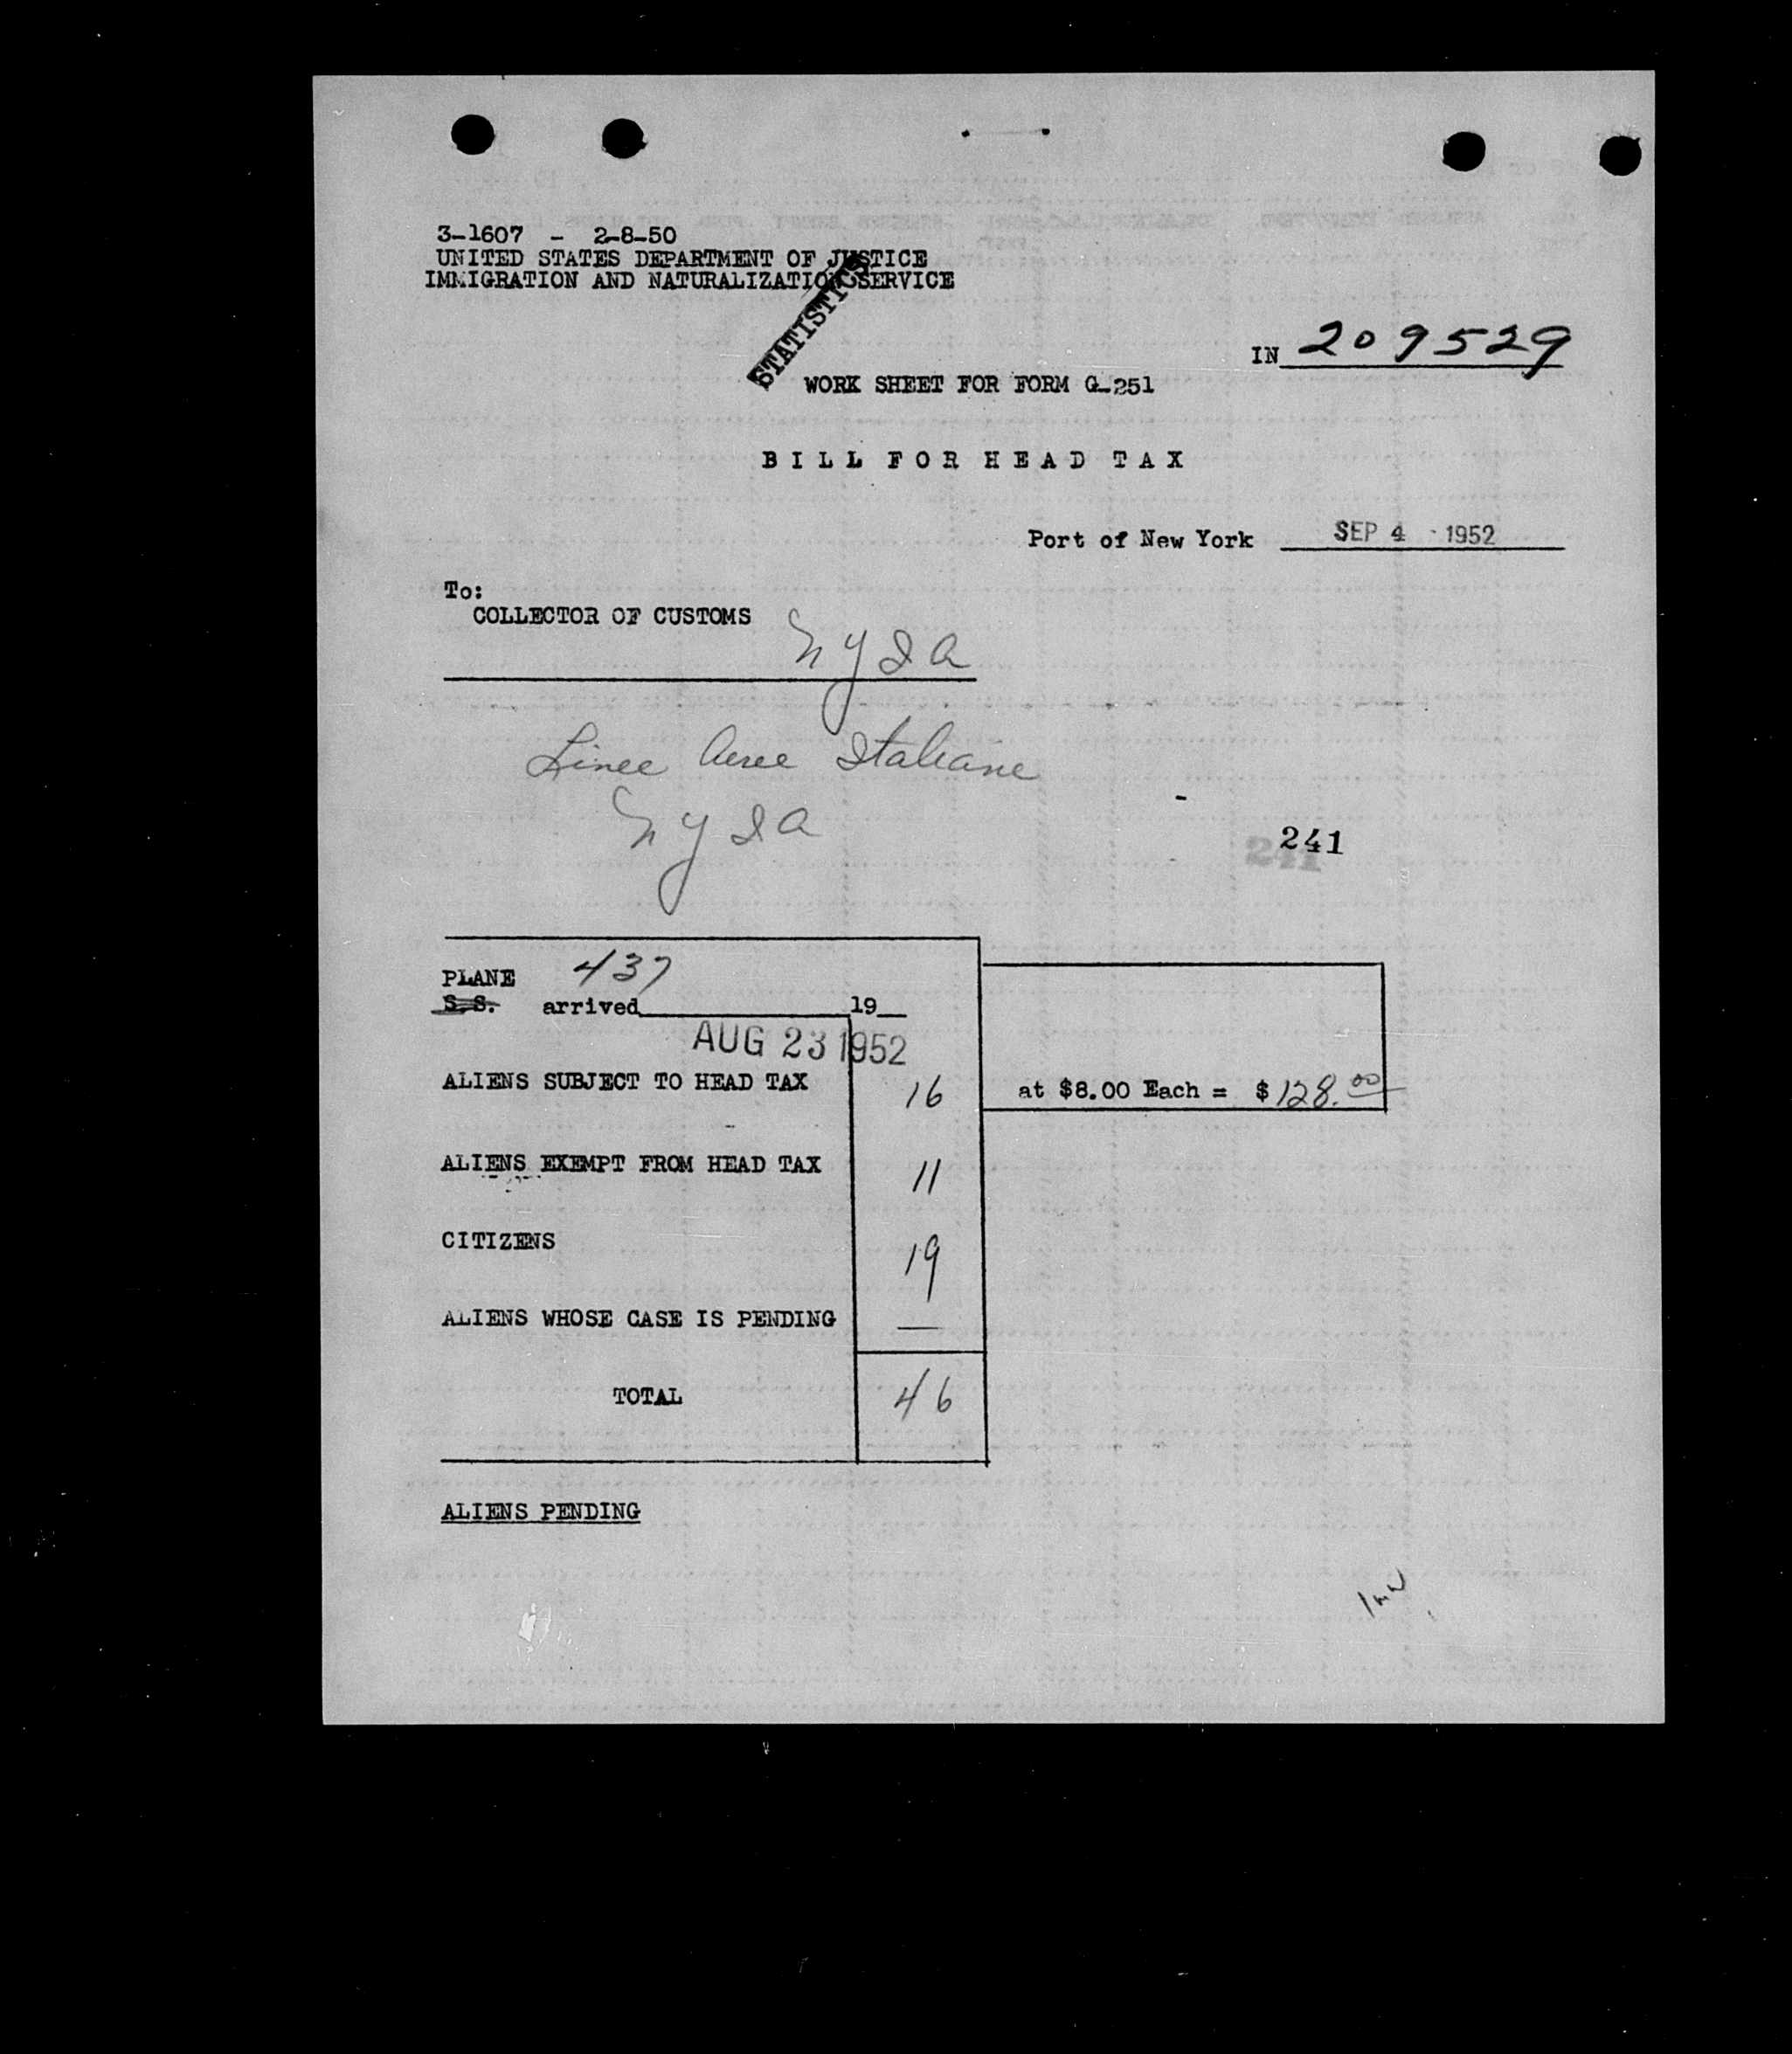 3-1607 - 2-8-50
UNITED STATES DEPARTMENT OF JUSTICE
IMMIGRATION AND NATURALIZATION SERVICE
STATISTICS
IN 209529
WORK SHEET FOR FORM G-251
BILL FOR HEAD TAX
Port of New York SEP 4 - 1952
To:
COLLECTOR OF CUSTOMS
NYIA
Linee Aeree Italiane
NYIA
241
PLANE 437
S.S. arrived 19
AUG 23 1952
ALIENS SUBJECT TO HEAD TAX 16 at $8.00 Each = $128.00
ALIENS EXEMPT FROM HEAD TAX 11
CITIZENS 19
ALIENS WHOSE CASE IS PENDING —
TOTAL 46
ALIENS PENDING